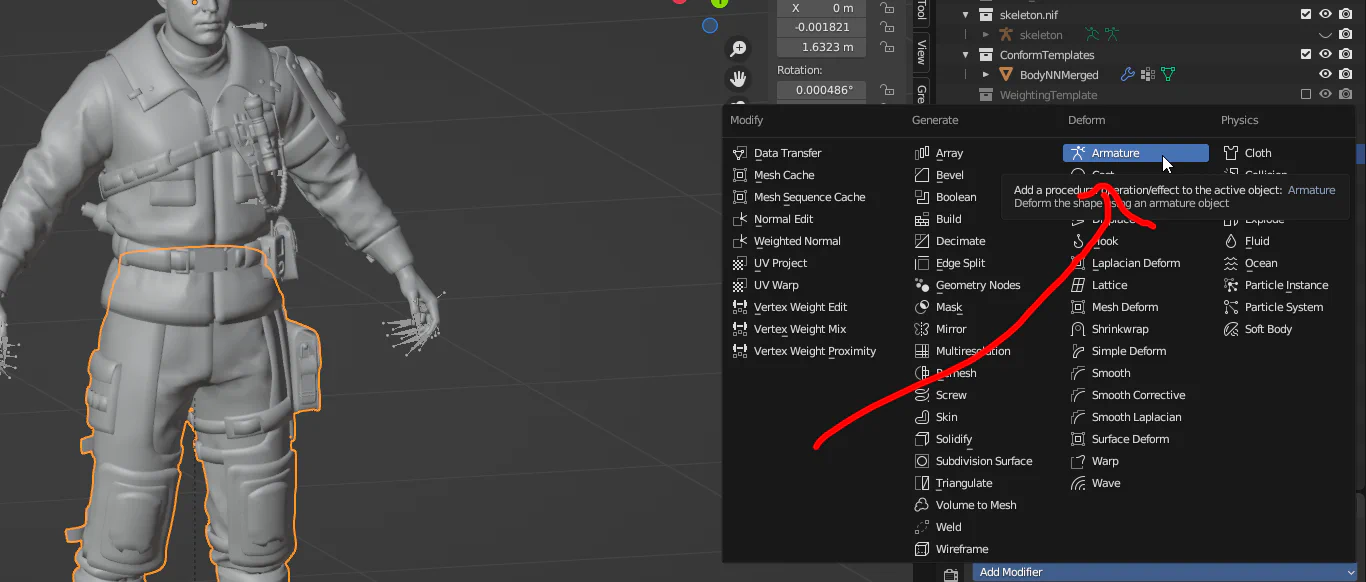 X 0 m
-0.001821
1.6323 m
Rotation:
0.000486°
Tool
View
Gre
skeleton.nif
skeleton
ConformTemplates
BodyNNMerged
WeightingTemplate
Modify
Data Transfer
Mesh Cache
Mesh Sequence Cache
Normal Edit
Weighted Normal
UV Project
UV Warp
Vertex Weight Edit
Vertex Weight Mix
Vertex Weight Proximity
Generate
Array
Bevel
Boolean
Build
Decimate
Edge Split
Geometry Nodes
Mask
Mirror
Multiresolution
Remesh
Screw
Skin
Solidify
Subdivision Surface
Triangulate
Volume to Mesh
Weld
Wireframe
Deform
Armature
Cast
Add a procedural operation/effect to the active object: Armature
Deform the shape using an armature object
Displace
Hook
Laplacian Deform
Lattice
Mesh Deform
Shrinkwrap
Simple Deform
Smooth
Smooth Corrective
Smooth Laplacian
Surface Deform
Warp
Wave
Physics
Cloth
Collision
Explode
Fluid
Ocean
Particle Instance
Particle System
Soft Body
Add Modifier